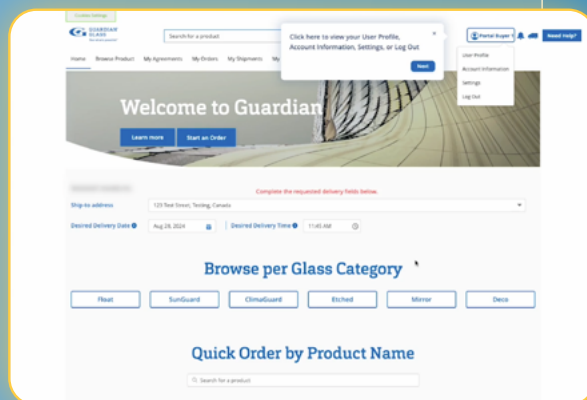 Cookie Settings
GUARDIAN
GLASS
Search for a product
Click here to view your User Profile,
Account Information, Settings, or Log Out
×
Next
Portal Buyer 1
Need Help?
User Profile
Account Information
Settings
Log Out
Home Browse Product My Agreements My Orders My Shipments My
Welcome to Guardian
Learn more Start an Order
Complete the requested delivery fields below.
Ship-to address 123 Test Street, Testing, Canada
Desired Delivery Date Aug 28, 2024 Desired Delivery Time 11:45 AM
Browse per Glass Category
Float SunGuard ClimaGuard Etched Mirror Deco
Quick Order by Product Name
Search for a product